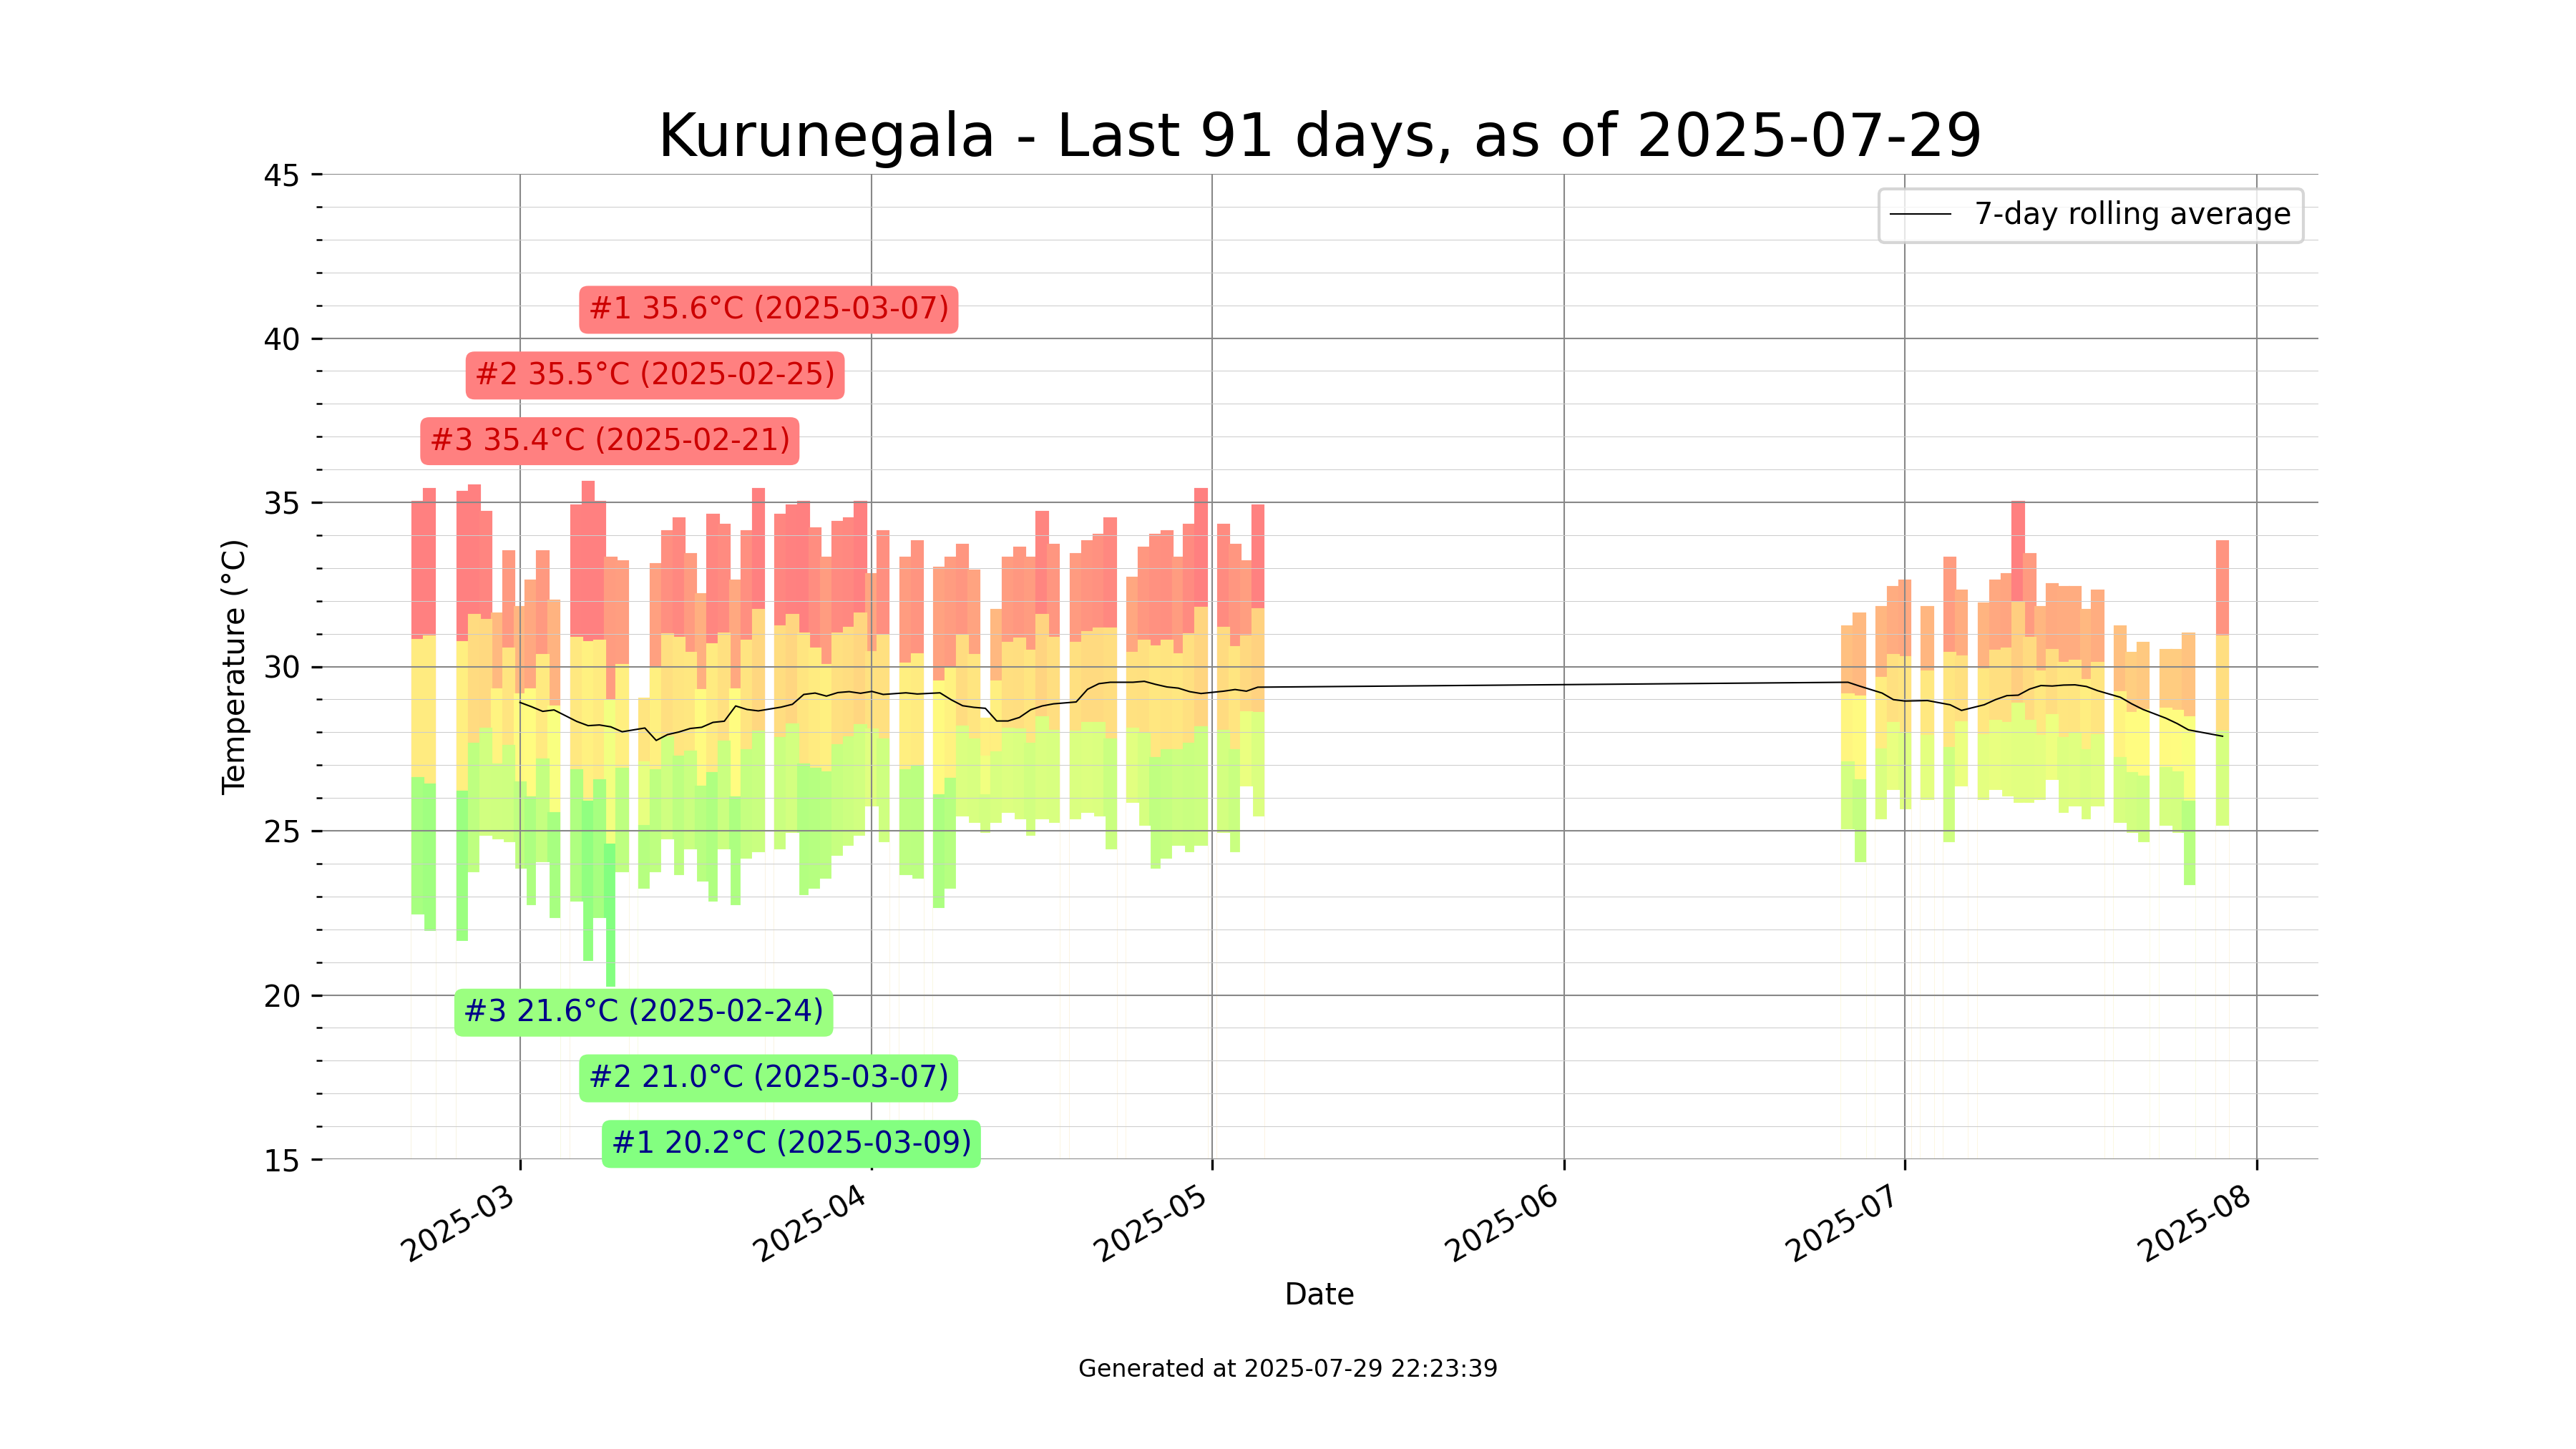 Kurunegala - Last 91 days, as of 2025-07-29
45
40
35
30
25
20
15
Temperature (°C)
7-day rolling average
#1 35.6°C (2025-03-07)
#2 35.5°C (2025-02-25)
#3 35.4°C (2025-02-21)
#3 21.6°C (2025-02-24)
#2 21.0°C (2025-03-07)
#1 20.2°C (2025-03-09)
2025-03
2025-04
2025-05
2025-06
2025-07
2025-08
Date
Generated at 2025-07-29 22:23:39